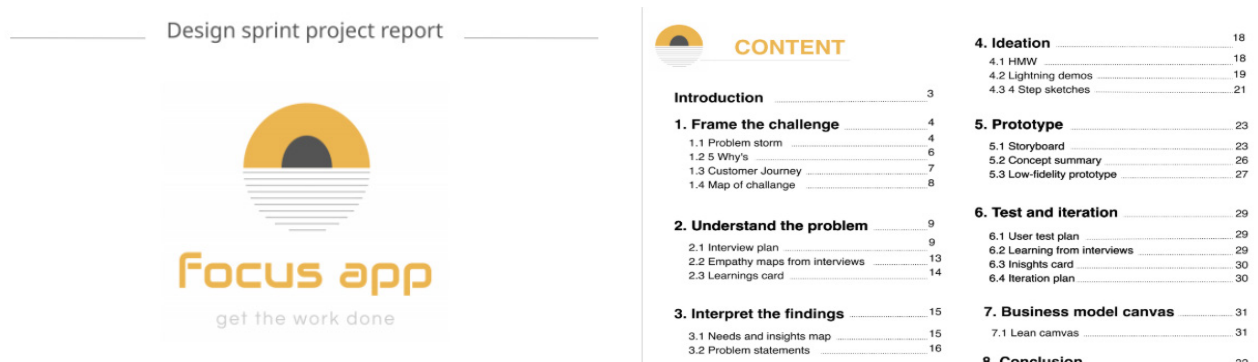 Design sprint project report
Focus app
get the work done
CONTENT
Introduction 3
1. Frame the challenge 4
1.1 Problem storm 4
1.2 5 Why's 6
1.3 Customer Journey 7
1.4 Map of challange 8
2. Understand the problem 9
2.1 Interview plan 9
2.2 Empathy maps from interviews 13
2.3 Learnings card 14
3. Interpret the findings 15
3.1 Needs and insights map 15
3.2 Problem statements 16
4. Ideation 18
4.1 HMW 18
4.2 Lightning demos 19
4.3 4 Step sketches 21
5. Prototype 23
5.1 Storyboard 23
5.2 Concept summary 26
5.3 Low-fidelity prototype 27
6. Test and iteration 29
6.1 User test plan 29
6.2 Learning from interviews 29
6.3 Inisghts card 30
6.4 Iteration plan 30
7. Business model canvas 31
7.1 Lean camvas 31
8. Conclusion